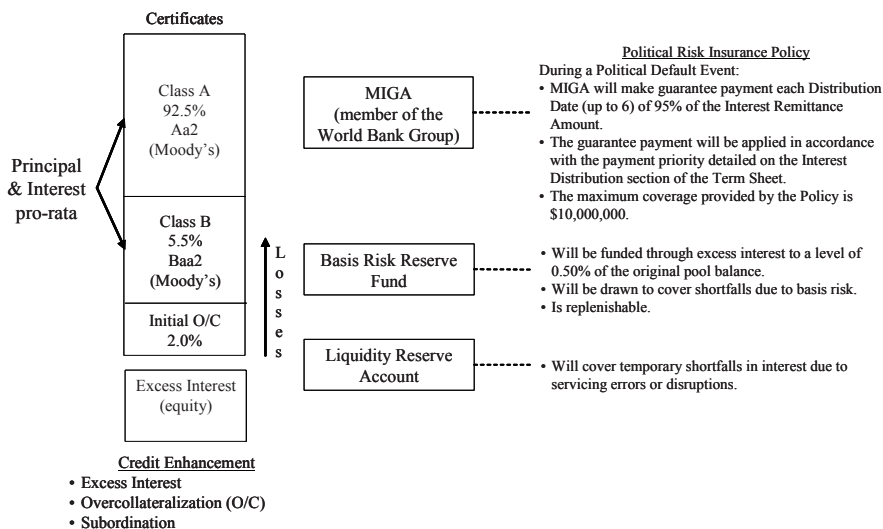 Certificates
Class A
92.5%
Aa2
(Moody's)
Principal
& Interest
pro-rata
Class B
5.5%
Baa2
(Moody's)
Initial O/C
2.0%
Excess Interest
(equity)
Losses
Credit Enhancement
• Excess Interest
• Overcollateralization (O/C)
• Subordination
MIGA
(member of the
World Bank Group)
Basis Risk Reserve
Fund
Liquidity Reserve
Account
Political Risk Insurance Policy
During a Political Default Event:
• MIGA will make guarantee payment each Distribution
Date (up to 6) of 95% of the Interest Remittance
Amount.
• The guarantee payment will be applied in accordance
with the payment priority detailed on the Interest
Distribution section of the Term Sheet.
• The maximum coverage provided by the Policy is
$10,000,000.
• Will be funded through excess interest to a level of
0.50% of the original pool balance.
• Will be drawn to cover shortfalls due to basis risk.
• Is replenishable.
• Will cover temporary shortfalls in interest due to
servicing errors or disruptions.